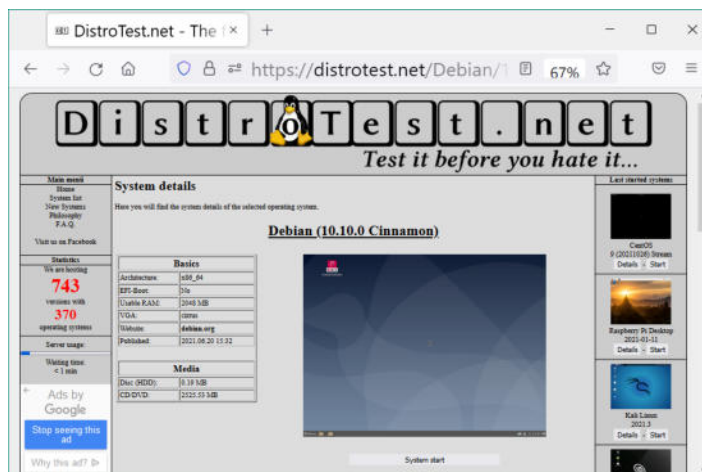 DistroTest.net - The
https://distrotest.net/Debian/1
67%
DistroTest.net
Test it before you hate it...
Main menü
Home
System list
New Systems
Philosophy
F.A.Q.
Visit us on Facebook
Statistics
We are hosting
743
versions with
370
operating systems
Server usage:
Waiting time:
< 1 min
Ads by
Google
Stop seeing this
ad
Why this ad?
System details
Here you will find the system details of the selected operating system.
Debian (10.10.0 Cinnamon)
Basics
Architecture: x86_64
EFI-Boot: No
Usable RAM: 2048 MB
VGA: cirrus
Website: debian.org
Published: 2021.06.20 15:32
Media
Disc (HDD): 0.19 MB
CD/DVD: 2525.53 MB
System start
Last started systems
CentOS
9 (20211026) Stream
Details - Start
Raspberry Pi Desktop
2021-01-11
Details - Start
Kali Linux
2021.3
Details - Start